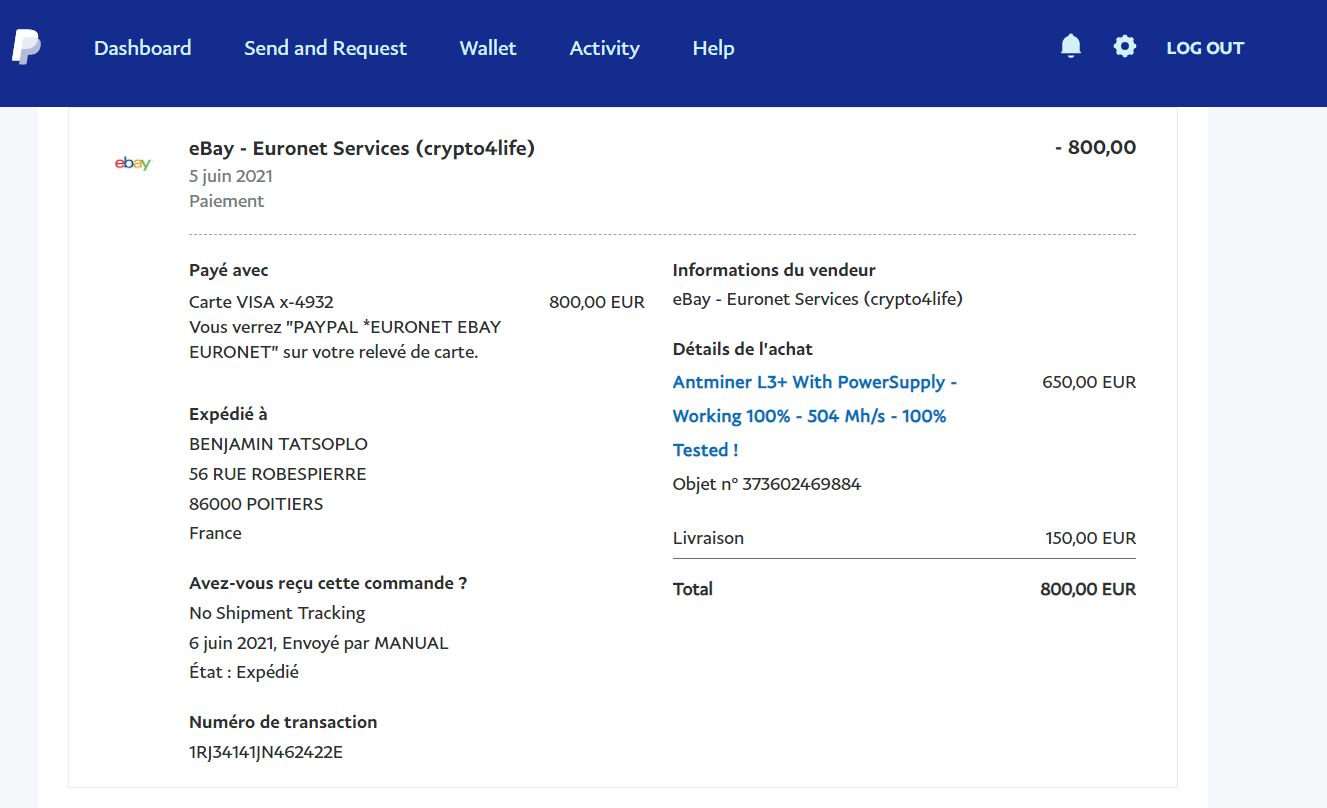 Dashboard Send and Request Wallet Activity Help LOG OUT
ebay
eBay - Euronet Services (crypto4life) - 800,00
5 juin 2021
Paiement
Payé avec
Carte VISA x-4932 800,00 EUR
Vous verrez "PAYPAL *EURONET EBAY
EURONET" sur votre relevé de carte.
Expédié à
BENJAMIN TATSOPLO
56 RUE ROBESPIERRE
86000 POITIERS
France
Avez-vous reçu cette commande ?
No Shipment Tracking
6 juin 2021, Envoyé par MANUAL
État : Expédié
Numéro de transaction
1RJ34141JN462422E
Informations du vendeur
eBay - Euronet Services (crypto4life)
Détails de l'achat
Antminer L3+ With PowerSupply - 650,00 EUR
Working 100% - 504 Mh/s - 100%
Tested !
Objet n° 373602469884
Livraison 150,00 EUR
Total 800,00 EUR